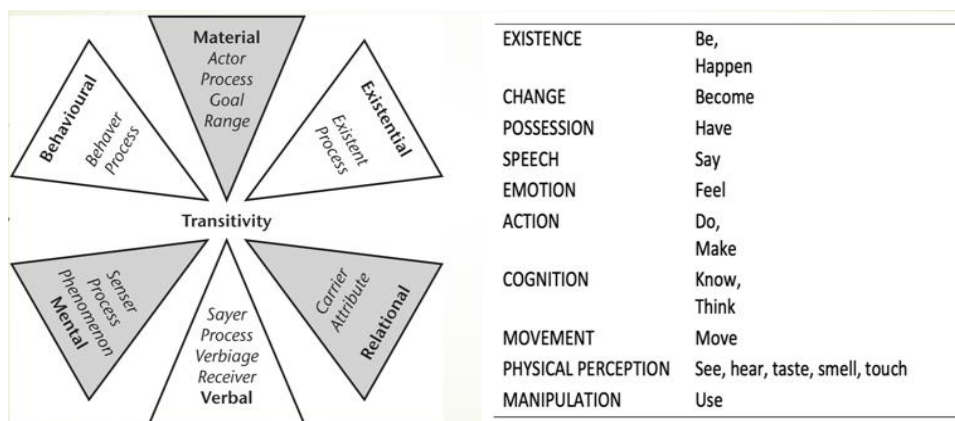 Material
Actor
Process
Goal
Range
Behavioural
Behaver
Process
Existential
Existent
Process
Transitivity
Mental
Senser
Process
Phenomenon
Sayer
Process
Verbiage
Receiver
Verbal
Carrier
Attribute
Relational
EXISTENCE Be,
Happen
CHANGE Become
POSSESSION Have
SPEECH Say
EMOTION Feel
ACTION Do,
Make
COGNITION Know,
Think
MOVEMENT Move
PHYSICAL PERCEPTION See, hear, taste, smell, touch
MANIPULATION Use